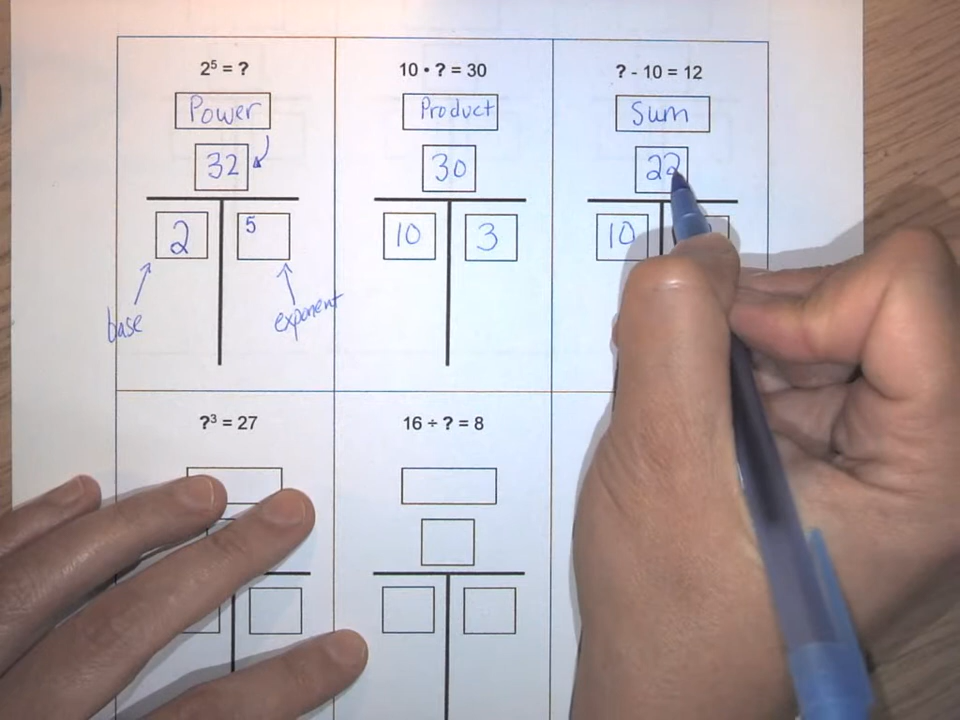 2⁵ = ?
Power
32
2
5
base
exponent
10 • ? = 30
Product
30
10
3
? - 10 = 12
Sum
22
10
?³ = 27
16 ÷ ? = 8